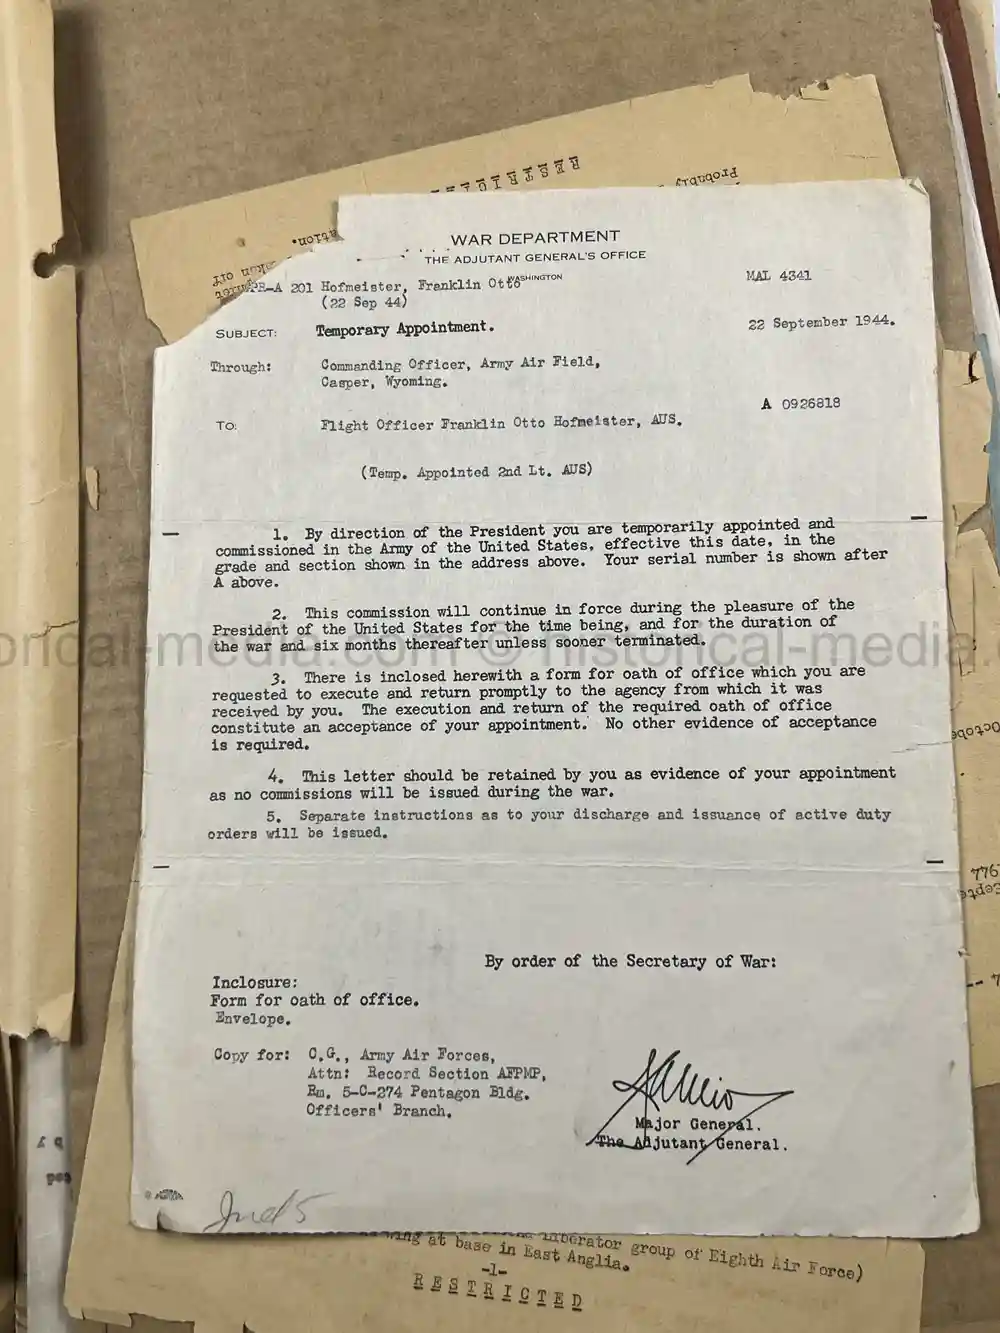 RESTRICTED
Probably
WAR DEPARTMENT
THE ADJUTANT GENERAL'S OFFICE
WASHINGTON
PR-A 201 Hofmeister, Franklin Otto
(22 Sep 44)
MAL 4341
SUBJECT: Temporary Appointment.
22 September 1944.
Through: Commanding Officer, Army Air Field,
Casper, Wyoming.
A 0926818
TO: Flight Officer Franklin Otto Hofmeister, AUS.
(Temp. Appointed 2nd Lt. AUS)
1. By direction of the President you are temporarily appointed and
commissioned in the Army of the United States, effective this date, in the
grade and section shown in the address above. Your serial number is shown after
A above.
2. This commission will continue in force during the pleasure of the
President of the United States for the time being, and for the duration of
the war and six months thereafter unless sooner terminated.
3. There is inclosed herewith a form for oath of office which you are
requested to execute and return promptly to the agency from which it was
received by you. The execution and return of the required oath of office
constitute an acceptance of your appointment. No other evidence of acceptance
is required.
4. This letter should be retained by you as evidence of your appointment
as no commissions will be issued during the war.
5. Separate instructions as to your discharge and issuance of active duty
orders will be issued.
By order of the Secretary of War:
Inclosure:
Form for oath of office.
Envelope.
Copy for: C.G., Army Air Forces,
Attn: Record Section AFPMP,
Rm. 5-C-274 Pentagon Bldg.
Officers' Branch.
Major General.
The Adjutant General.
at base in East Anglia.
group of Eighth Air Force)
-1-
RESTRICTED
orical-media.com © historical-media.